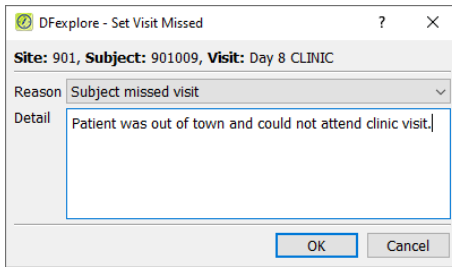 DFexplore - Set Visit Missed
Site: 901, Subject: 901009, Visit: Day 8 CLINIC
Reason Subject missed visit
Detail Patient was out of town and could not attend clinic visit.
OK Cancel